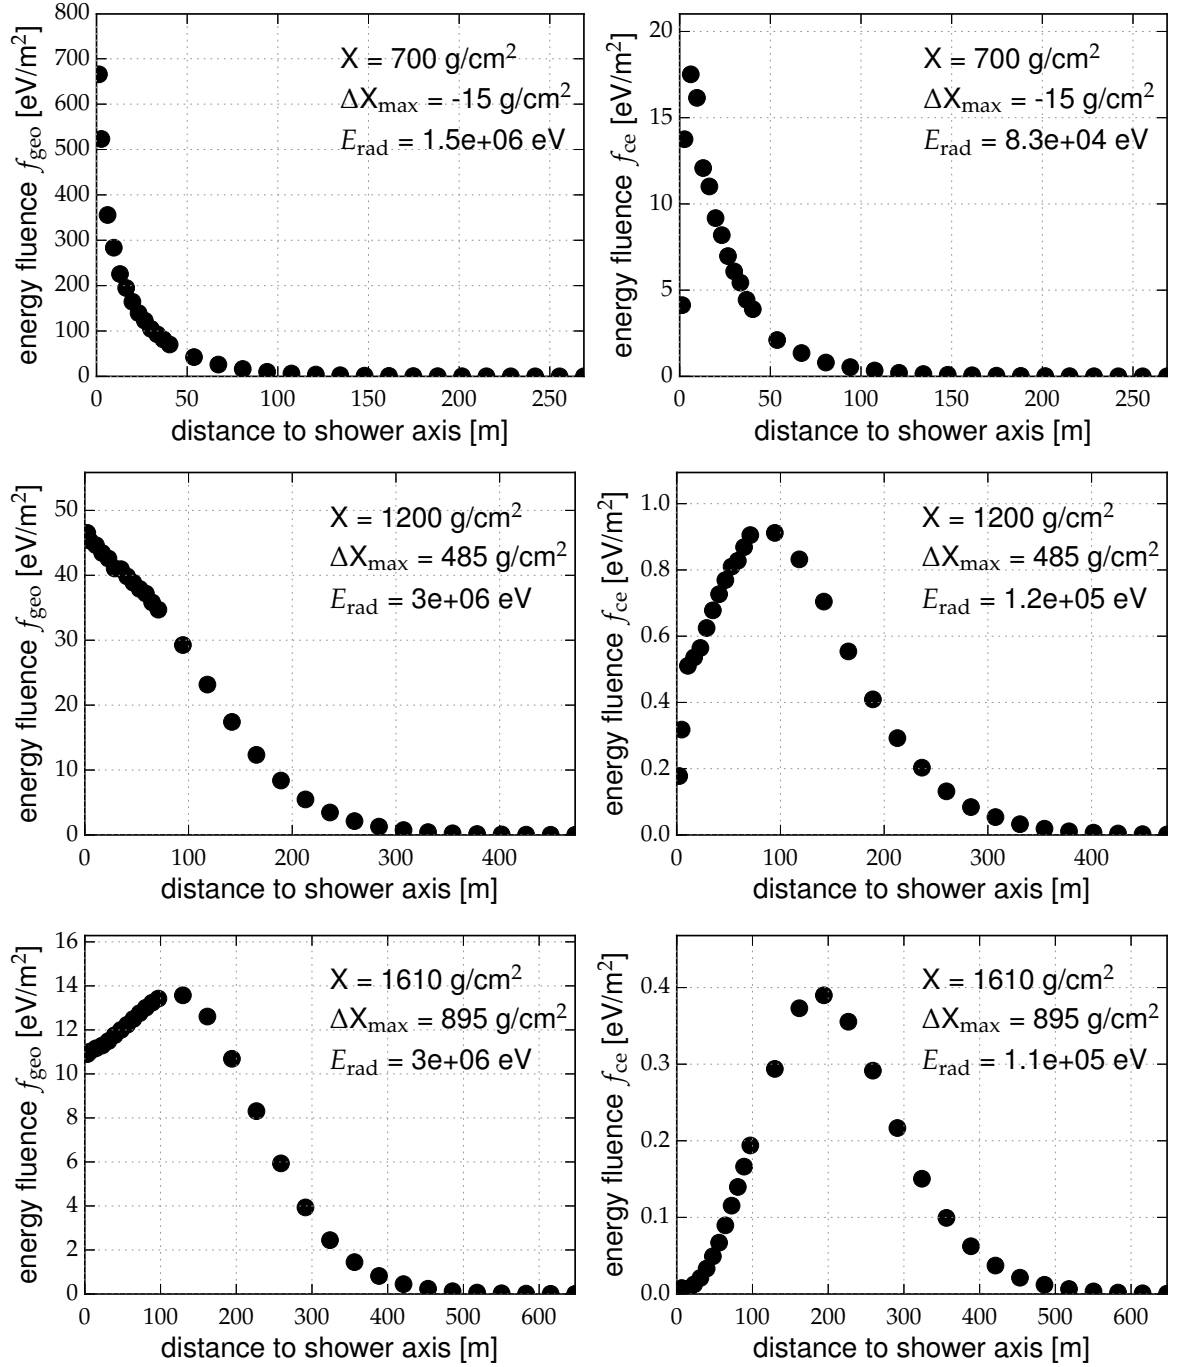 800
700
600
500
400
300
200
100
0
energy fluence f_geo [eV/m²]
X = 700 g/cm²
ΔX_max = -15 g/cm²
E_rad = 1.5e+06 eV
0 50 100 150 200 250
distance to shower axis [m]
20
15
10
5
0
energy fluence f_ce [eV/m²]
X = 700 g/cm²
ΔX_max = -15 g/cm²
E_rad = 8.3e+04 eV
0 50 100 150 200 250
distance to shower axis [m]
50
40
30
20
10
0
energy fluence f_geo [eV/m²]
X = 1200 g/cm²
ΔX_max = 485 g/cm²
E_rad = 3e+06 eV
0 100 200 300 400
distance to shower axis [m]
1.0
0.8
0.6
0.4
0.2
0.0
energy fluence f_ce [eV/m²]
X = 1200 g/cm²
ΔX_max = 485 g/cm²
E_rad = 1.2e+05 eV
0 100 200 300 400
distance to shower axis [m]
16
14
12
10
8
6
4
2
0
energy fluence f_geo [eV/m²]
X = 1610 g/cm²
ΔX_max = 895 g/cm²
E_rad = 3e+06 eV
0 100 200 300 400 500 600
distance to shower axis [m]
0.4
0.3
0.2
0.1
0.0
energy fluence f_ce [eV/m²]
X = 1610 g/cm²
ΔX_max = 895 g/cm²
E_rad = 1.1e+05 eV
0 100 200 300 400 500 600
distance to shower axis [m]